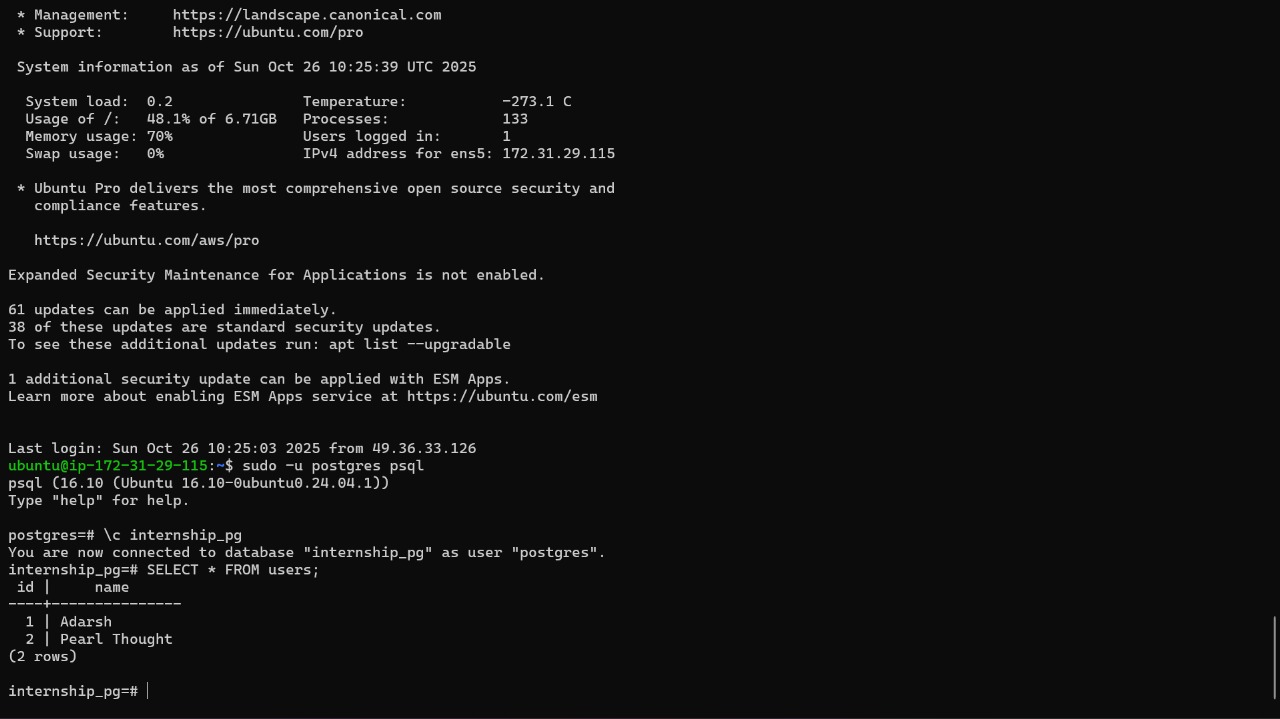 * Management:     https://landscape.canonical.com
 * Support:        https://ubuntu.com/pro

 System information as of Sun Oct 26 10:25:39 UTC 2025

  System load:  0.2               Temperature:           -273.1 C
  Usage of /:   48.1% of 6.71GB   Processes:             133
  Memory usage: 70%               Users logged in:       1
  Swap usage:   0%                IPv4 address for ens5: 172.31.29.115

 * Ubuntu Pro delivers the most comprehensive open source security and
   compliance features.

   https://ubuntu.com/aws/pro

Expanded Security Maintenance for Applications is not enabled.

61 updates can be applied immediately.
38 of these updates are standard security updates.
To see these additional updates run: apt list --upgradable

1 additional security update can be applied with ESM Apps.
Learn more about enabling ESM Apps service at https://ubuntu.com/esm


Last login: Sun Oct 26 10:25:03 2025 from 49.36.33.126
ubuntu@ip-172-31-29-115:~$ sudo -u postgres psql
psql (16.10 (Ubuntu 16.10-0ubuntu0.24.04.1))
Type "help" for help.

postgres=# \c internship_pg
You are now connected to database "internship_pg" as user "postgres".
internship_pg=# SELECT * FROM users;
 id |     name
----+---------------
  1 | Adarsh
  2 | Pearl Thought
(2 rows)

internship_pg=#